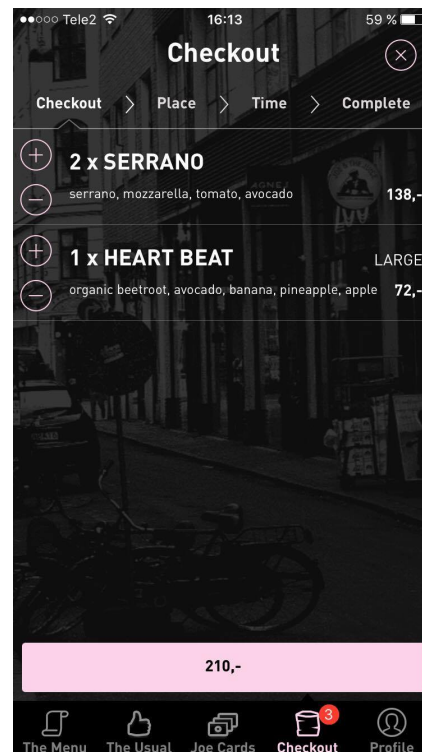 Tele2 16:13 59 %
Checkout
Checkout Place Time Complete
2 x SERRANO
serrano, mozzarella, tomato, avocado 138,-
1 x HEART BEAT LARGE
organic beetroot, avocado, banana, pineapple, apple 72,-
210,-
3
The Menu The Usual Joe Cards Checkout Profile